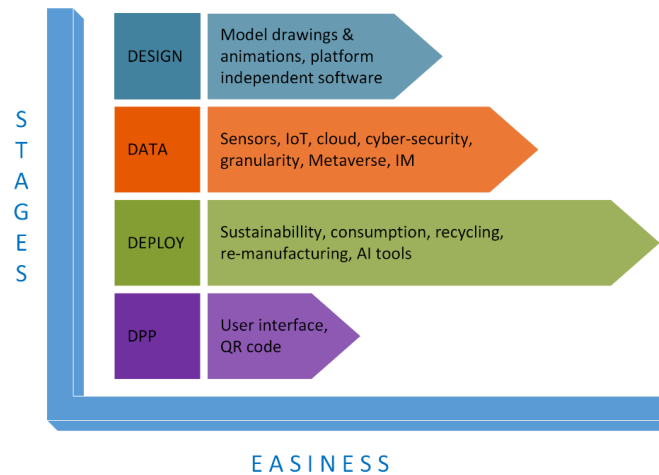 STAGES
DESIGN
Model drawings &
animations, platform
independent software
DATA
Sensors, IoT, cloud, cyber-security,
granularity, Metaverse, IM
DEPLOY
Sustainabillity, consumption, recycling,
re-manufacturing, AI tools
DPP
User interface,
QR code
EASINESS